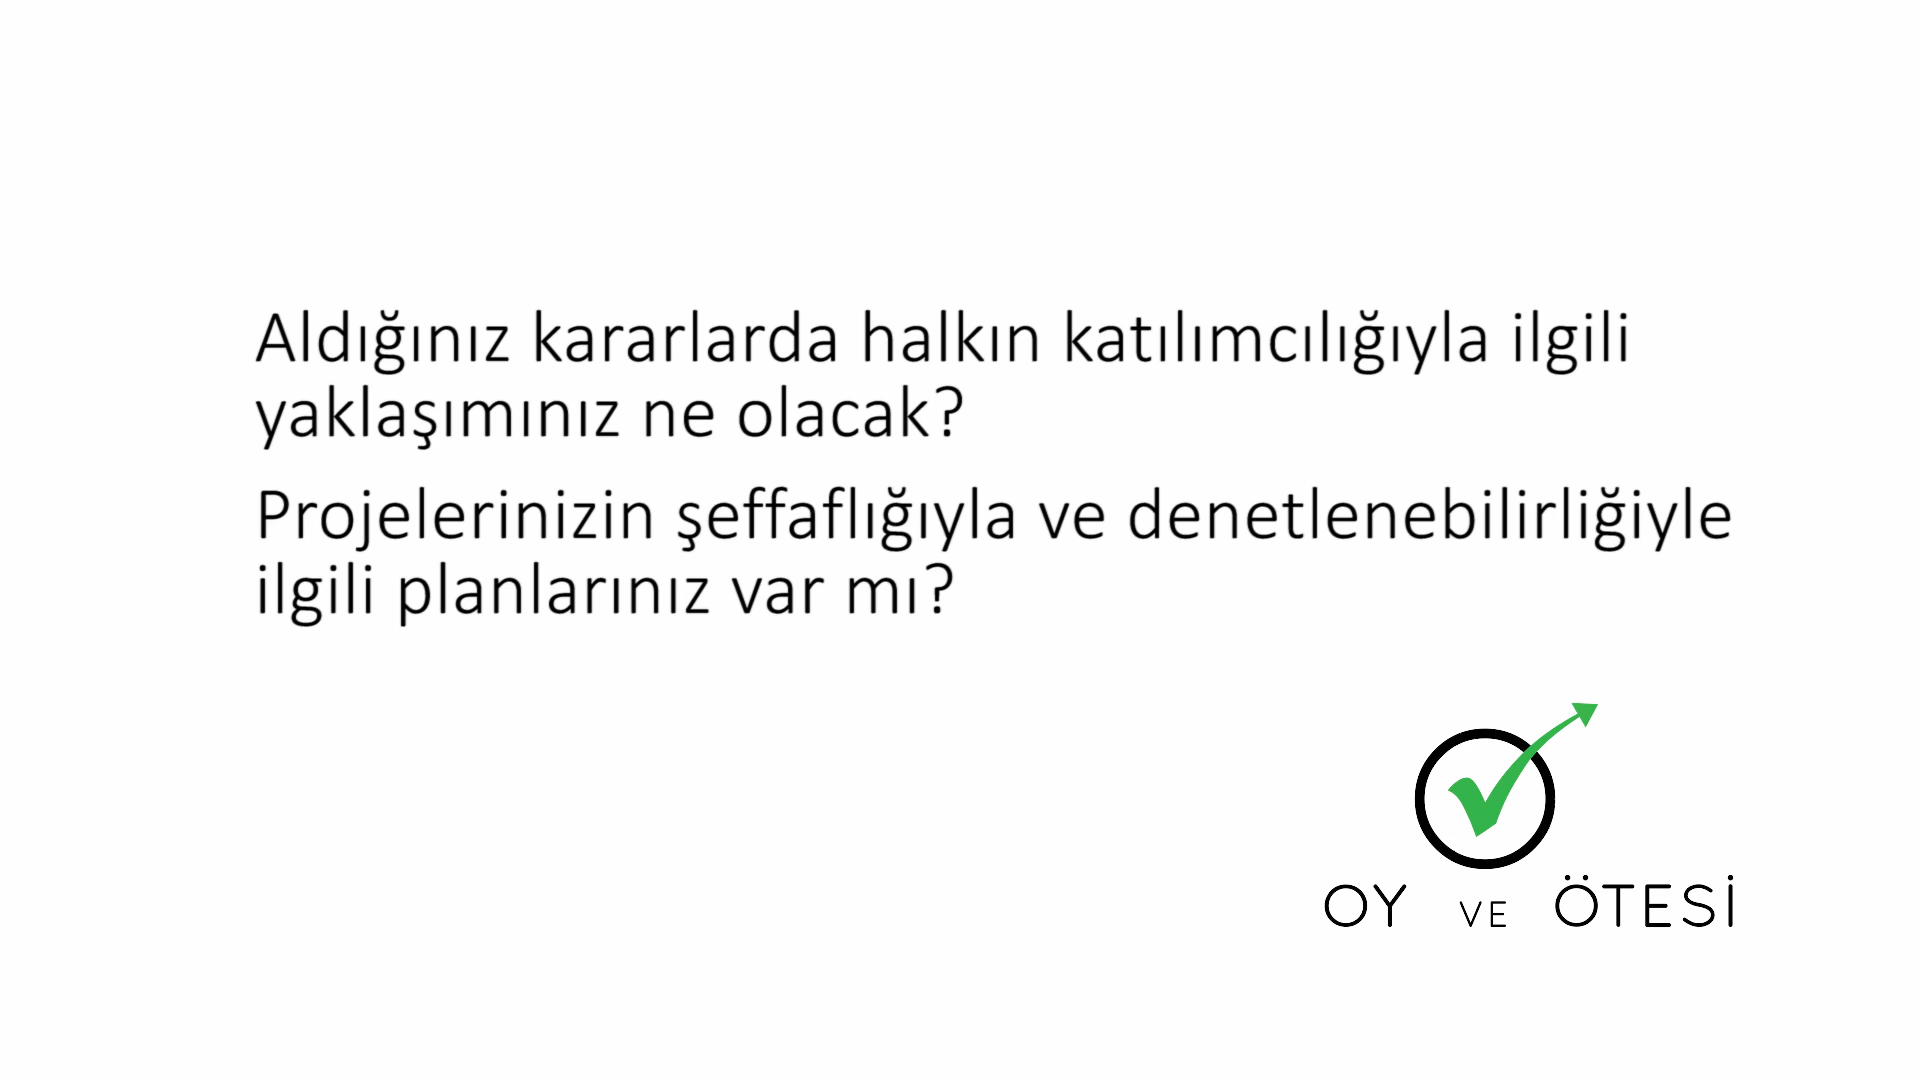 Aldığınız kararlarda halkın katılımcılığıyla ilgili
yaklaşımınız ne olacak?
Projelerinizin şeffaflığıyla ve denetlenebilirliğiyle
ilgili planlarınız var mı?
OY VE ÖTESİ